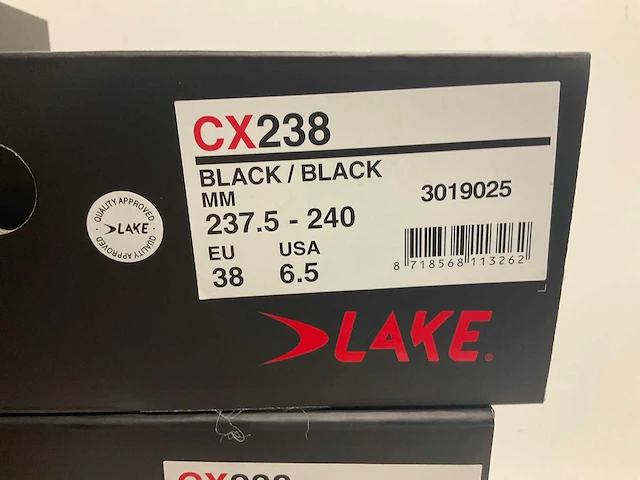 CX238
BLACK / BLACK
MM
237.5 - 240
3019025
EU USA
38 6.5
8 718568 113262
QUALITY APPROVED
LAKE
QUALITY APPROVED
LAKE®